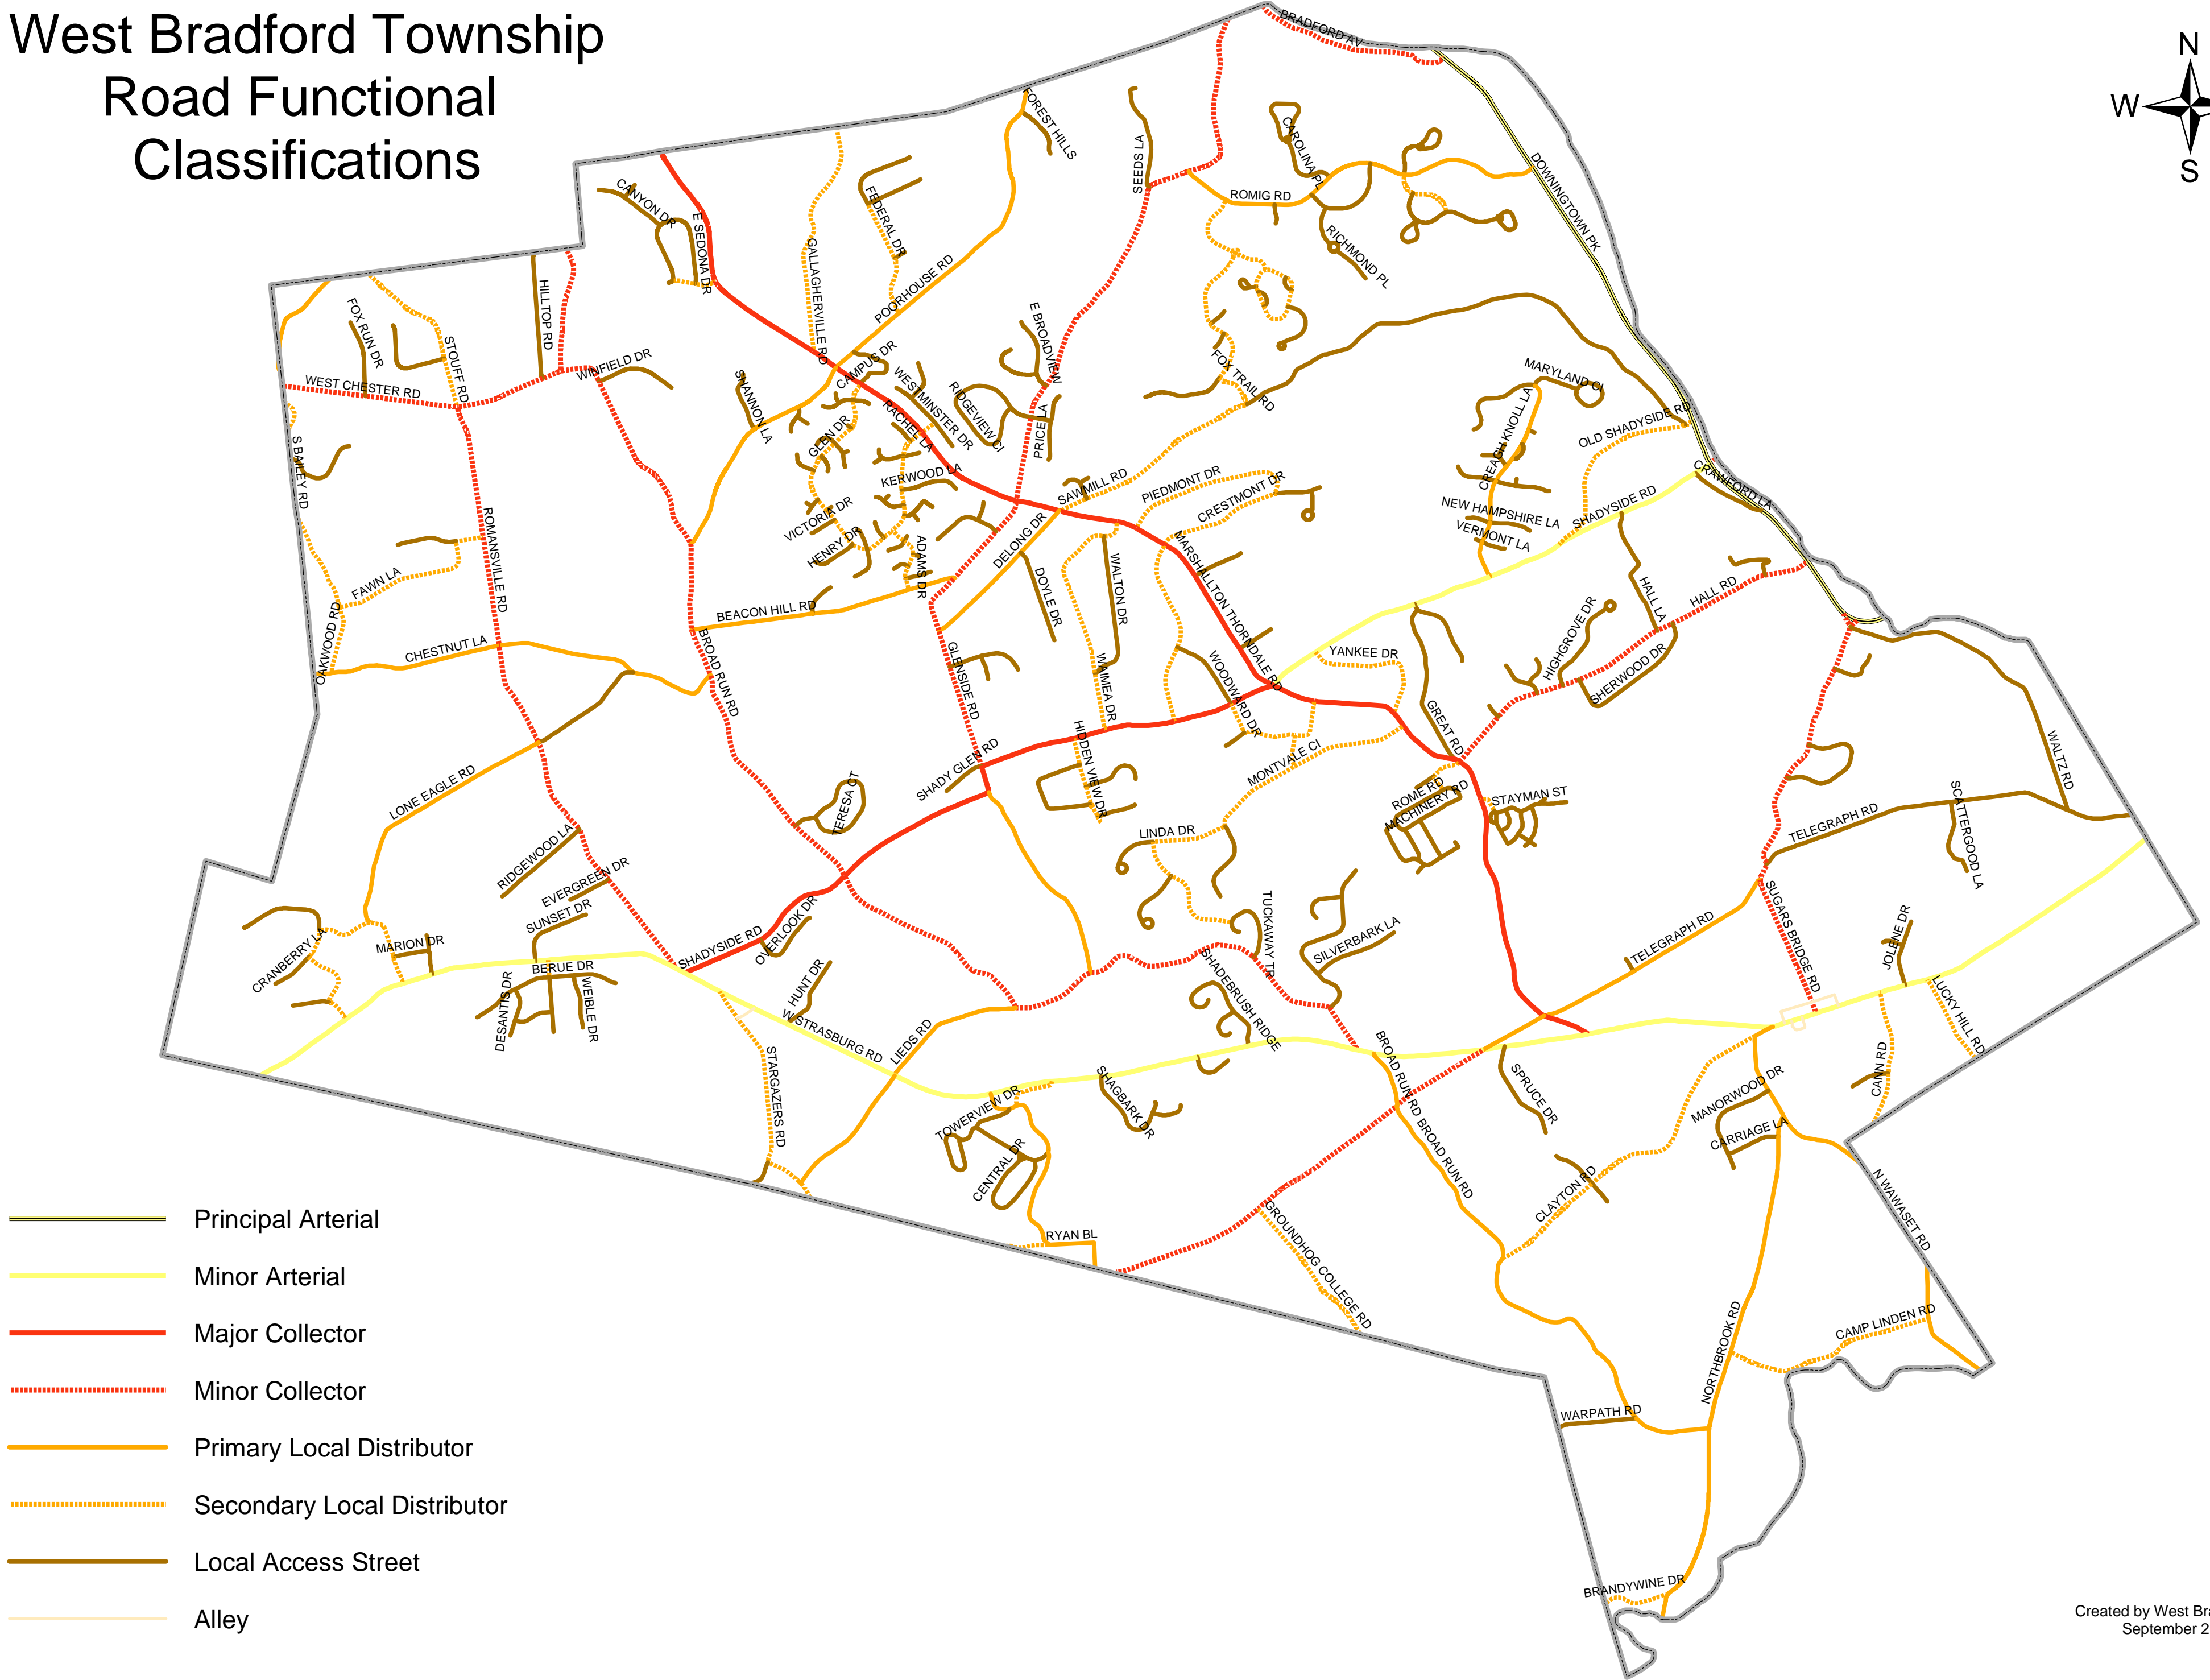 West Bradford Township
Road Functional
Classifications
N
W
S
BRADFORD AV
FOREST HILLS
CAROLINA PL
SEEDS LA
DOWNINGTOWN PK
CANYON DR
FEDERAL DR
ROMIG RD
E SEDONA DR
RICHMOND PL
GALLAGHERVILLE RD
POORHOUSE RD
HILLTOP RD
FOX RUN DR
STOUFF RD
E BROADVIEW
WINFIELD DR
CAMPUS DR
FOX TRAIL RD
MARYLAND CI
WEST CHESTER RD
SHANNON LA
WESTMINSTER DR
RIDGEVIEW CI
PRICE LA
CREAGH KNOLL LA
OLD SHADYSIDE RD
GLEN DR
RACHEL LA
S BAILEY RD
KERWOOD LA
SAWMILL RD
PIEDMONT DR
CRESTMONT DR
CRAWFORD LA
NEW HAMPSHIRE LA
SHADYSIDE RD
VERMONT LA
VICTORIA DR
HENRY DR
ROMANSVILLE RD
ADAMS DR
DELONG DR
DOYLE DR
WALTON DR
MARSHALLTON THORNDALE RD
FAWN LA
HALL LA
HALL RD
OAKWOOD RD
BEACON HILL RD
CHESTNUT LA
BROAD RUN RD
GLENSIDE RD
WAIMEA DR
WOODWARD DR
YANKEE DR
HIGHGROVE DR
SHERWOOD DR
GREAT RD
HIDDEN VIEW DR
SHADY GLEN RD
MONTVALE CI
WALTZ RD
LONE EAGLE RD
TERESA CT
ROME RD
MACHINERY RD
STAYMAN ST
LINDA DR
TELEGRAPH RD
SCATTERGOOD LA
RIDGEWOOD LA
EVERGREEN DR
SUNSET DR
TUCKAWAY TR
SUGARS BRIDGE RD
CRANBERRY LA
MARION DR
SHADYSIDE RD
OVERLOOK DR
SILVERBARK LA
TELEGRAPH RD
JOLENE DR
BERUE DR
DESANTIS DR
WEIBLE DR
HUNT DR
SHADEBRUSH RIDGE
LUCKY HILL RD
W STRASBURG RD
LIEDS RD
STARGAZERS RD
BROAD RUN RD
BROAD RUN RD
SPRUCE DR
CANN RD
TOWERVIEW DR
SHAGBARK DR
MANORWOOD DR
CARRIAGE LA
CENTRAL DR
CLAYTON RD
N WAWASET RD
RYAN BL
GROUNDHOG COLLEGE RD
NORTHBROOK RD
CAMP LINDEN RD
WARPATH RD
BRANDYWINE DR
Principal Arterial
Minor Arterial
Major Collector
Minor Collector
Primary Local Distributor
Secondary Local Distributor
Local Access Street
Alley
Created by West Bra
September 2